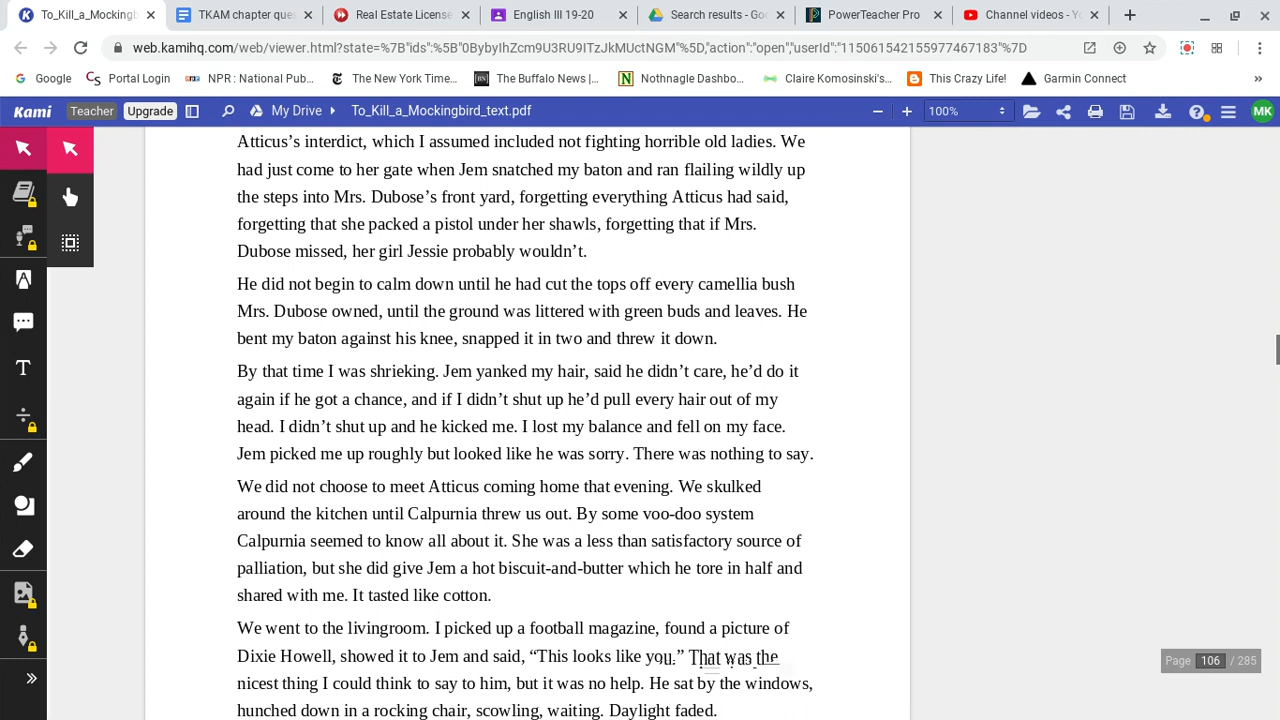 To_Kill_a_Mockingb
TKAM chapter ques
Real Estate License
English III 19-20
Search results - Goo
PowerTeacher Pro
Channel videos - Yo
web.kamihq.com/web/viewer.html?state=%7B"ids":%5B"0BybyIhZcm9U3RU9ITzJkMUctNGM"%5D,"action":"open","userId":"115061542155977467183"%7D
Google
Portal Login
NPR : National Pub...
The New York Time...
The Buffalo News |...
Nothnagle Dashbo...
Claire Komosinski's...
This Crazy Life!
Garmin Connect
»
Kami
Teacher
Upgrade
My Drive
To_Kill_a_Mockingbird_text.pdf
100%
MK
Atticus’s interdict, which I assumed included not fighting horrible old ladies. We
had just come to her gate when Jem snatched my baton and ran flailing wildly up
the steps into Mrs. Dubose’s front yard, forgetting everything Atticus had said,
forgetting that she packed a pistol under her shawls, forgetting that if Mrs.
Dubose missed, her girl Jessie probably wouldn’t.
He did not begin to calm down until he had cut the tops off every camellia bush
Mrs. Dubose owned, until the ground was littered with green buds and leaves. He
bent my baton against his knee, snapped it in two and threw it down.
By that time I was shrieking. Jem yanked my hair, said he didn’t care, he’d do it
again if he got a chance, and if I didn’t shut up he’d pull every hair out of my
head. I didn’t shut up and he kicked me. I lost my balance and fell on my face.
Jem picked me up roughly but looked like he was sorry. There was nothing to say.
We did not choose to meet Atticus coming home that evening. We skulked
around the kitchen until Calpurnia threw us out. By some voo-doo system
Calpurnia seemed to know all about it. She was a less than satisfactory source of
palliation, but she did give Jem a hot biscuit-and-butter which he tore in half and
shared with me. It tasted like cotton.
We went to the livingroom. I picked up a football magazine, found a picture of
Dixie Howell, showed it to Jem and said, “This looks like you.” That was the
nicest thing I could think to say to him, but it was no help. He sat by the windows,
hunched down in a rocking chair, scowling, waiting. Daylight faded.
Page 106 / 285